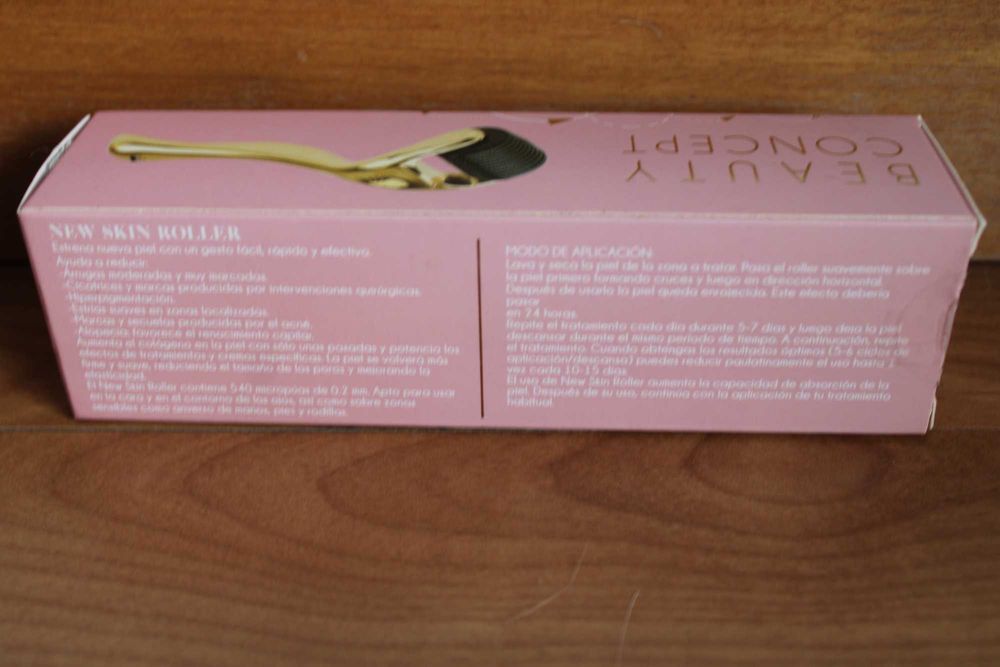 BEAUTY
CONCEPT
NEW SKIN ROLLER
Estrena nueva piel con un gesto fácil, rápido y efectivo.
Ayuda a reducir:
-Arrugas moderadas y muy marcadas.
-Cicatrices y marcas producidas por intervenciones quirúrgicas.
-Hiperpigmentación.
-Estrías suaves en zonas localizadas.
-Marcas y secuelas producidas por el acné.
-Alopecia: favorece el renacimiento capilar.
Aumenta el colágeno en la piel con sólo unas pasadas y potencia los
efectos de tratamientos y cremas específicas. La piel se volverá más
firme y suave, reduciendo el tamaño de los poros y mejorando la
elasticidad.
El New Skin Roller contiene 540 micropúas de 0.2 mm. Apto para usar
en la cara y en el contorno de los ojos, así como sobre zonas
sensibles como anverso de manos, pies y rodillas.
MODO DE APLICACIÓN:
Lava y seca la piel de la zona a tratar. Pasa el roller suavemente sobre
la piel primero formando cruces y luego en dirección horizontal.
Después de usarlo la piel queda enrojecida. Este efecto debería
pasar
en 24 horas.
Repite el tratamiento cada día durante 5-7 días y luego deja la piel
descansar durante el mismo período de tiempo. A continuación, repite
el tratamiento. Cuando obtengas los resultados óptimos (5-6 ciclos de
aplicación/descanso) puedes reducir paulatinamente el uso hasta 1
vez cada 10-15 días.
El uso de New Skin Roller aumenta la capacidad de absorción de la
piel. Después de su uso, continúa con la aplicación de tu tratamiento
habitual.